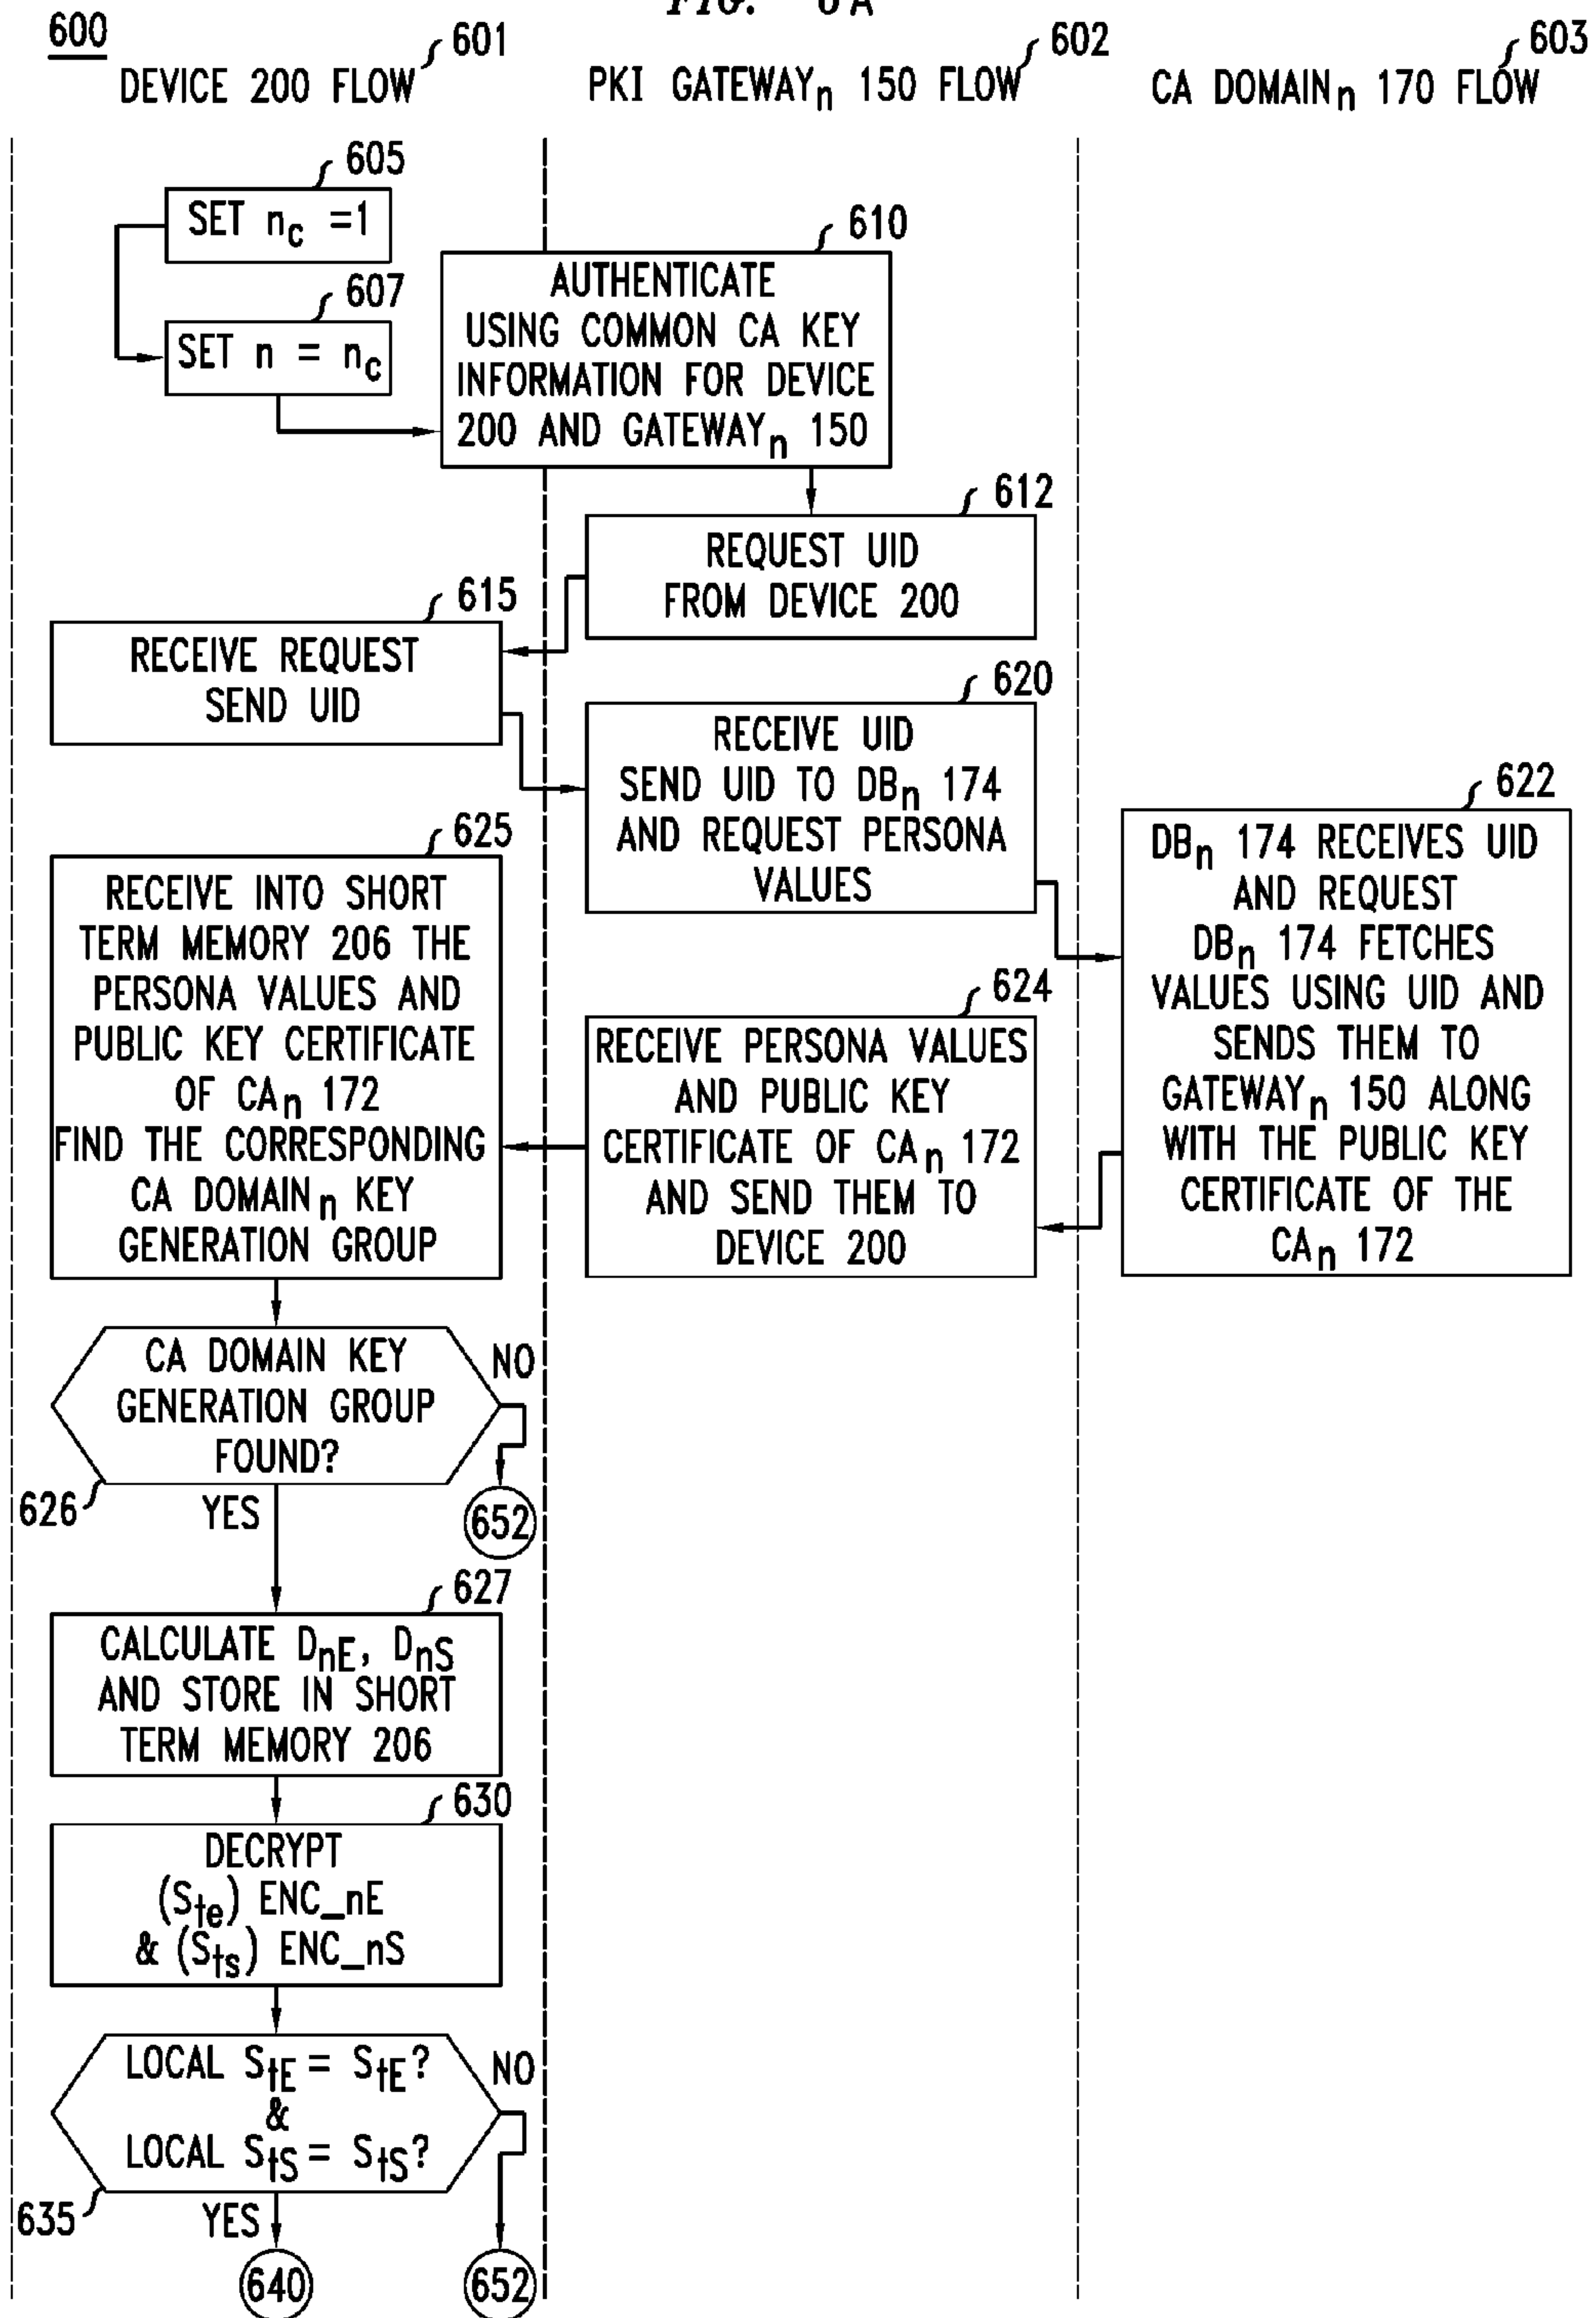 FIG. 6A
600
601
DEVICE 200 FLOW
602
PKI GATEWAYn 150 FLOW
603
CA DOMAINn 170 FLOW
605
SET nc =1
607
SET n = nc
610
AUTHENTICATE
USING COMMON CA KEY
INFORMATION FOR DEVICE
200 AND GATEWAYn 150
612
REQUEST UID
FROM DEVICE 200
615
RECEIVE REQUEST
SEND UID
620
RECEIVE UID
SEND UID TO DBn 174
AND REQUEST PERSONA
VALUES
622
DBn 174 RECEIVES UID
AND REQUEST
DBn 174 FETCHES
VALUES USING UID AND
SENDS THEM TO
GATEWAYn 150 ALONG
WITH THE PUBLIC KEY
CERTIFICATE OF THE
CAn 172
624
RECEIVE PERSONA VALUES
AND PUBLIC KEY
CERTIFICATE OF CAn 172
AND SEND THEM TO
DEVICE 200
625
RECEIVE INTO SHORT
TERM MEMORY 206 THE
PERSONA VALUES AND
PUBLIC KEY CERTIFICATE
OF CAn 172
FIND THE CORRESPONDING
CA DOMAINn KEY
GENERATION GROUP
CA DOMAIN KEY
GENERATION GROUP
FOUND?
NO
626
YES
652
627
CALCULATE DnE, DnS
AND STORE IN SHORT
TERM MEMORY 206
630
DECRYPT
(Ste) ENC_nE
& (Sts) ENC_nS
LOCAL StE = StE?
&
LOCAL StS = StS?
NO
635
YES
640
652